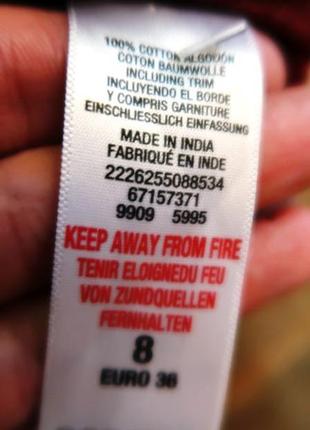 100% COTTON ALGODÓN
COTON BAUMWOLLE
INCLUDING TRIM
INCLUYENDO EL BORDE
Y COMPRIS GARNITURE
EINSCHLIESSLICH EINFASSUNG
MADE IN INDIA
FABRIQUÉ EN INDE
2226255088534
67157371
9909 5995
KEEP AWAY FROM FIRE
TENIR ELOIGNEDU FEU
VON ZUNDQUELLEN
FERNHALTEN
8
EURO 36